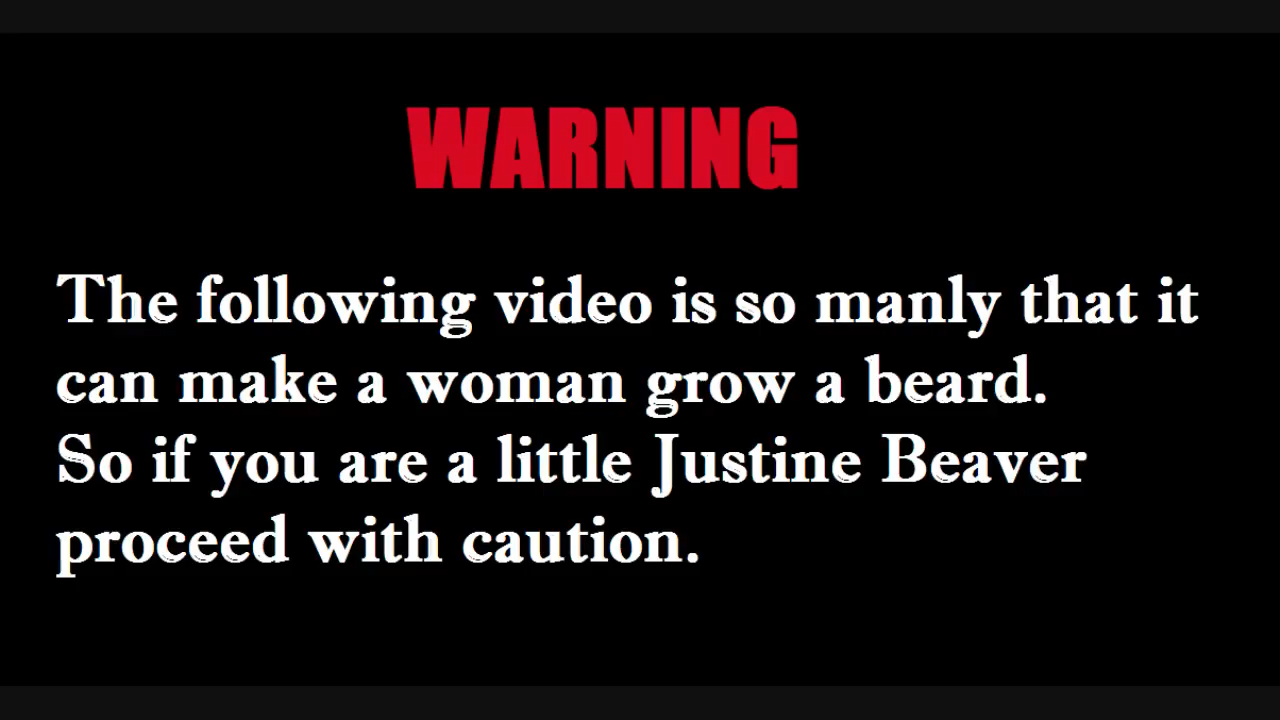 WARNING
The following video is so manly that it
can make a woman grow a beard.
So if you are a little Justine Beaver
proceed with caution.